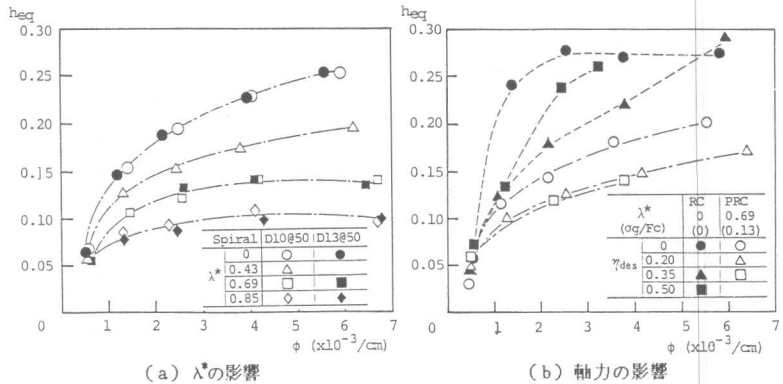 heq
0.30
0.25
0.20
0.15
0.10
0.05
0
1
2
3
4
5
6
7
φ (x10⁻³/cm)
Spiral D10@50 D13@50
λ* 0 ○ ●
0.43 △
0.69 □ ■
0.85 ◇ ◆
(a) λ*の影響
heq
0.30
0.25
0.20
0.15
0.10
0.05
0
1
2
3
4
5
6
7
φ (x10⁻³/cm)
RC PRC
λ* 0 0.69
(σg/Fc) (0) (0.13)
ηdes 0 ● ○
0.20 △
0.35 ▲ □
0.50 ■
(b) 軸力の影響